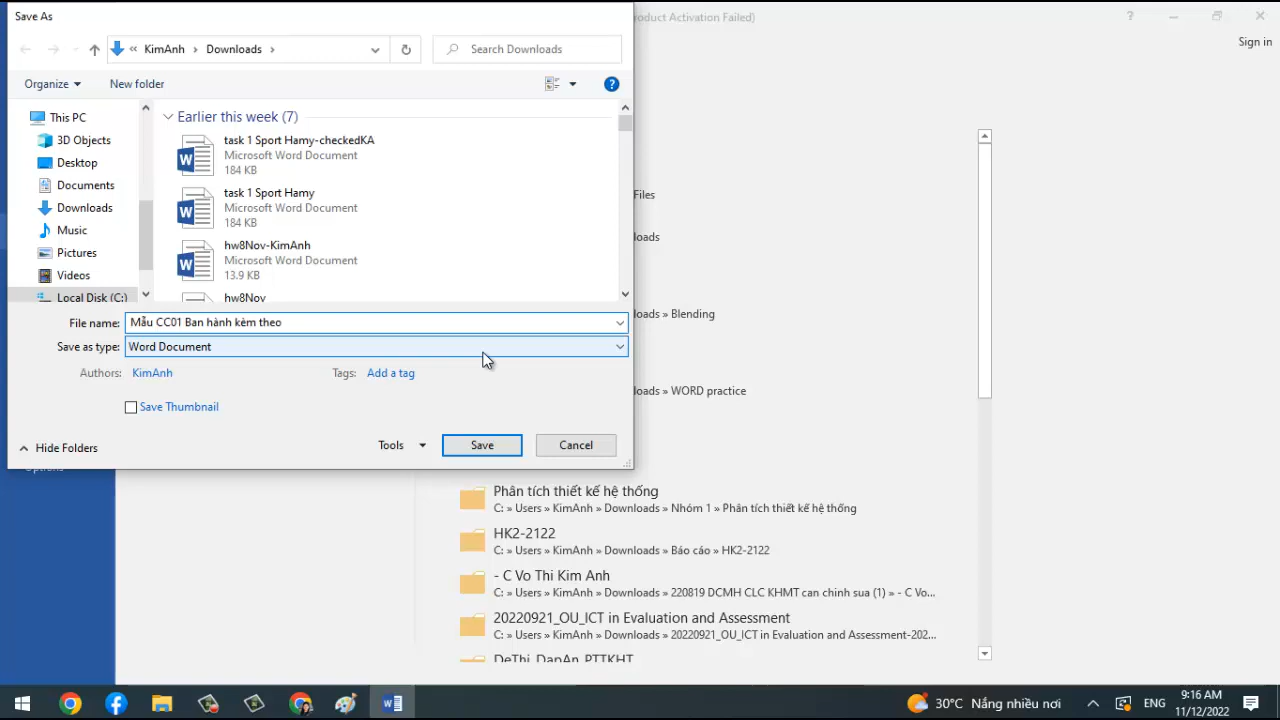 Save As
roduct Activation Failed)
?
Sign in
« KimAnh › Downloads ›
Search Downloads
Organize
New folder
?
This PC
3D Objects
Desktop
Documents
Downloads
Music
Pictures
Videos
Local Disk (C:)
Earlier this week (7)
task 1 Sport Hamy-checkedKA
Microsoft Word Document
184 KB
task 1 Sport Hamy
Microsoft Word Document
184 KB
hw8Nov-KimAnh
Microsoft Word Document
13.9 KB
hw8Nov
File name: Mẫu CC01 Ban hành kèm theo
Save as type: Word Document
Authors: KimAnh
Tags: Add a tag
Save Thumbnail
Hide Folders
Tools
Save
Cancel
Options
Files
loads
loads » Blending
loads » WORD practice
Phân tích thiết kế hệ thống
C: » Users » KimAnh » Downloads » Nhóm 1 » Phân tích thiết kế hệ thống
HK2-2122
C: » Users » KimAnh » Downloads » Báo cáo » HK2-2122
- C Vo Thi Kim Anh
C: » Users » KimAnh » Downloads » 220819 DCMH CLC KHMT can chinh sua (1) » - C Vo...
20220921_OU_ICT in Evaluation and Assessment
C: » Users » KimAnh » Downloads » 20220921_OU_ICT in Evaluation and Assessment-202...
DeThi_DapAn_PTTKHT
30°C Nắng nhiều nơi
ENG
9:16 AM
11/12/2022